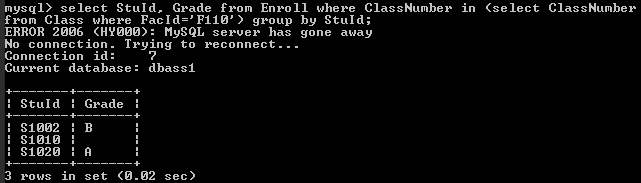 mysql> select StuId, Grade from Enroll where ClassNumber in (select ClassNumber
from Class where FacId='F110') group by StuId;
ERROR 2006 (HY000): MySQL server has gone away
No connection. Trying to reconnect...
Connection id:    7
Current database: dbass1
+-------+-------+
| StuId | Grade |
+-------+-------+
| S1002 | B     |
| S1010 |       |
| S1020 | A     |
+-------+-------+
3 rows in set (0.02 sec)